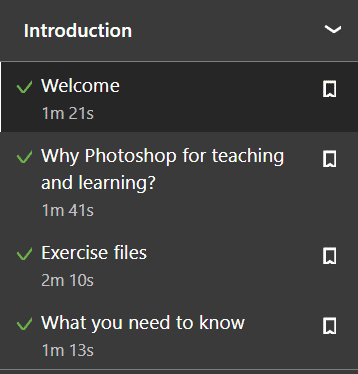 Introduction
Welcome
1m 21s
Why Photoshop for teaching
and learning?
1m 41s
Exercise files
2m 10s
What you need to know
1m 13s